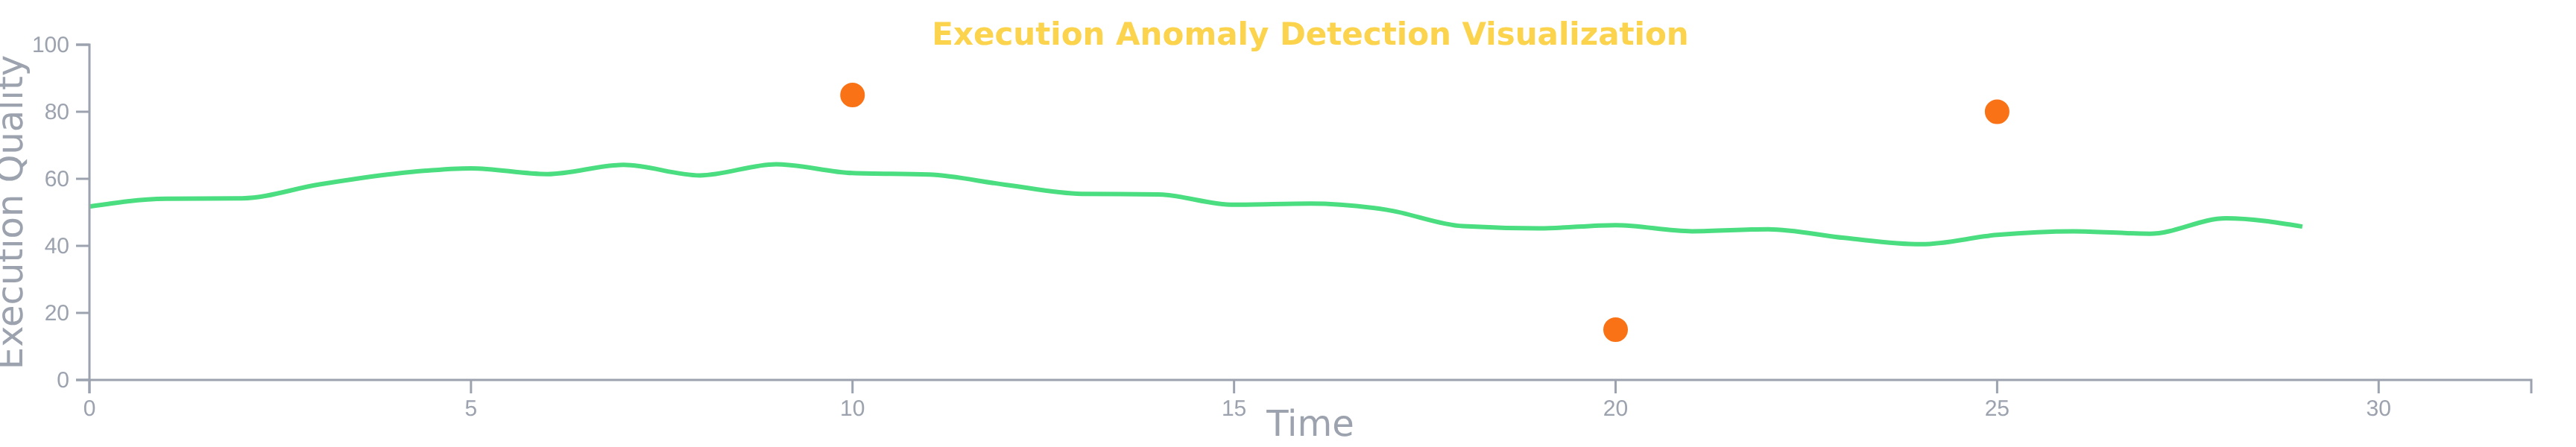 Execution Anomaly Detection Visualization
Execution Quality
100
80
60
40
20
0
0 5 10 15 20 25 30
Time